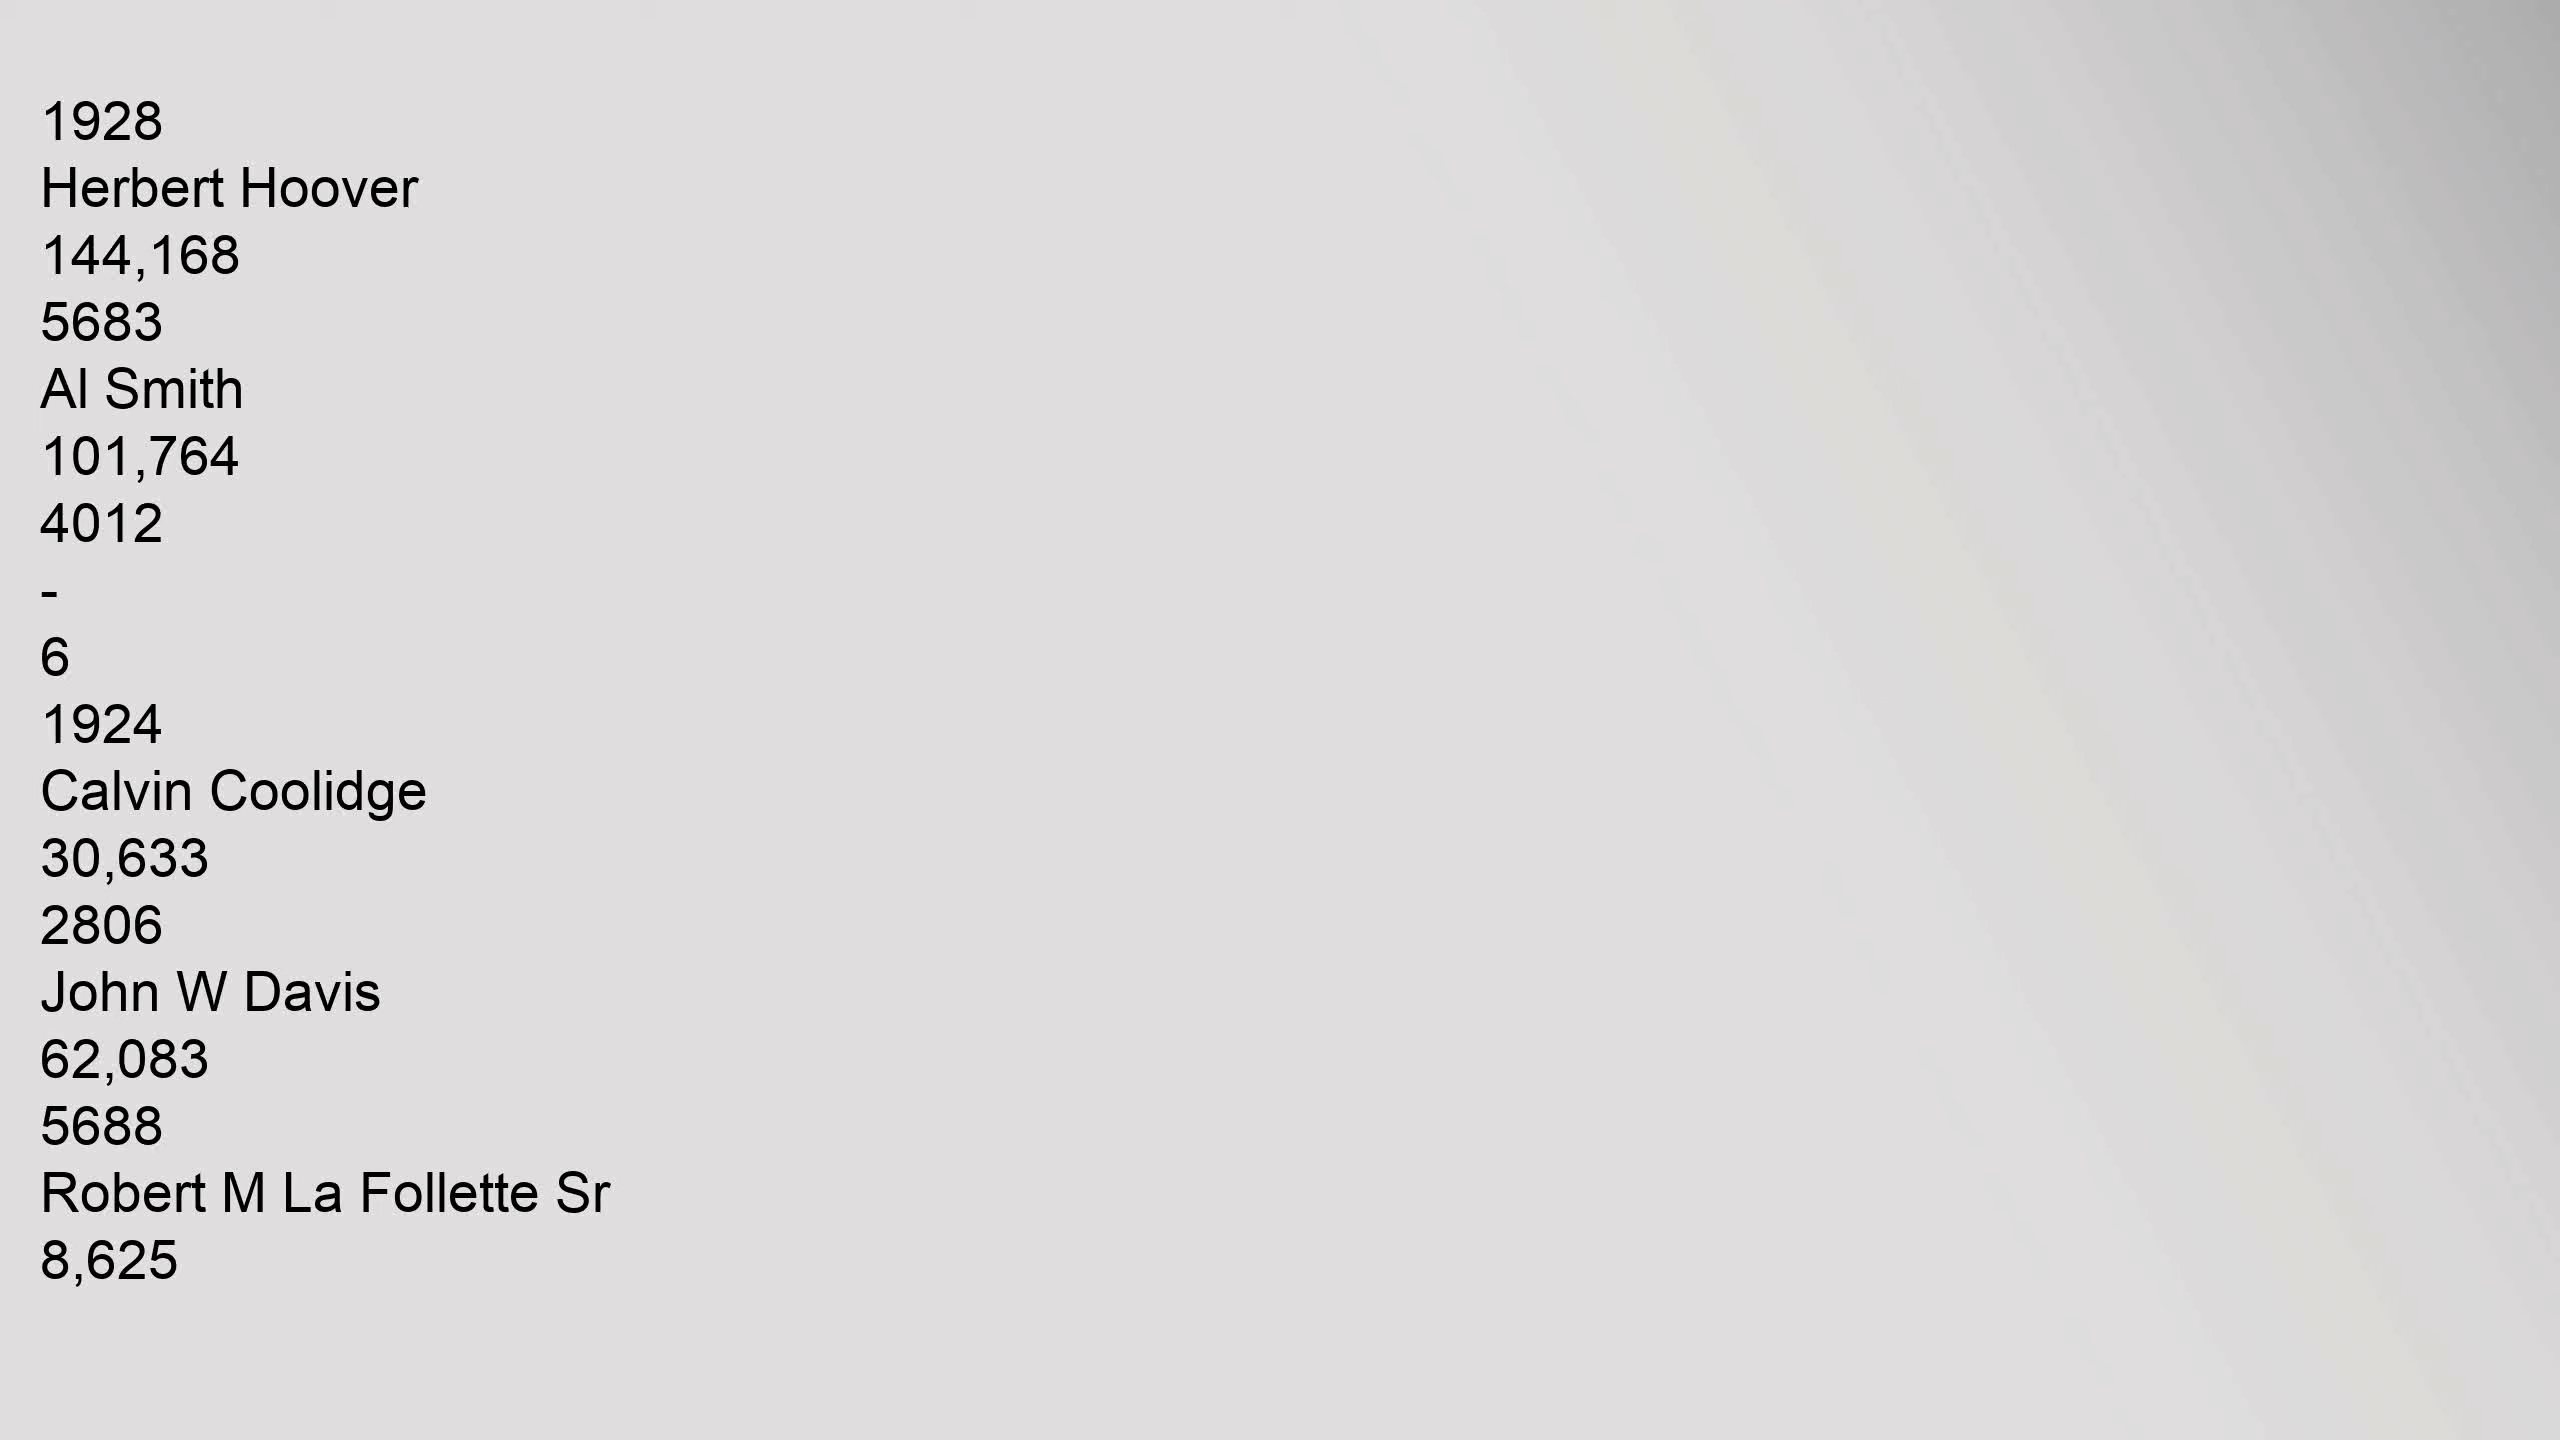 1928
Herbert Hoover
144,168
5683
Al Smith
101,764
4012
-
6
1924
Calvin Coolidge
30,633
2806
John W Davis
62,083
5688
Robert M La Follette Sr
8,625